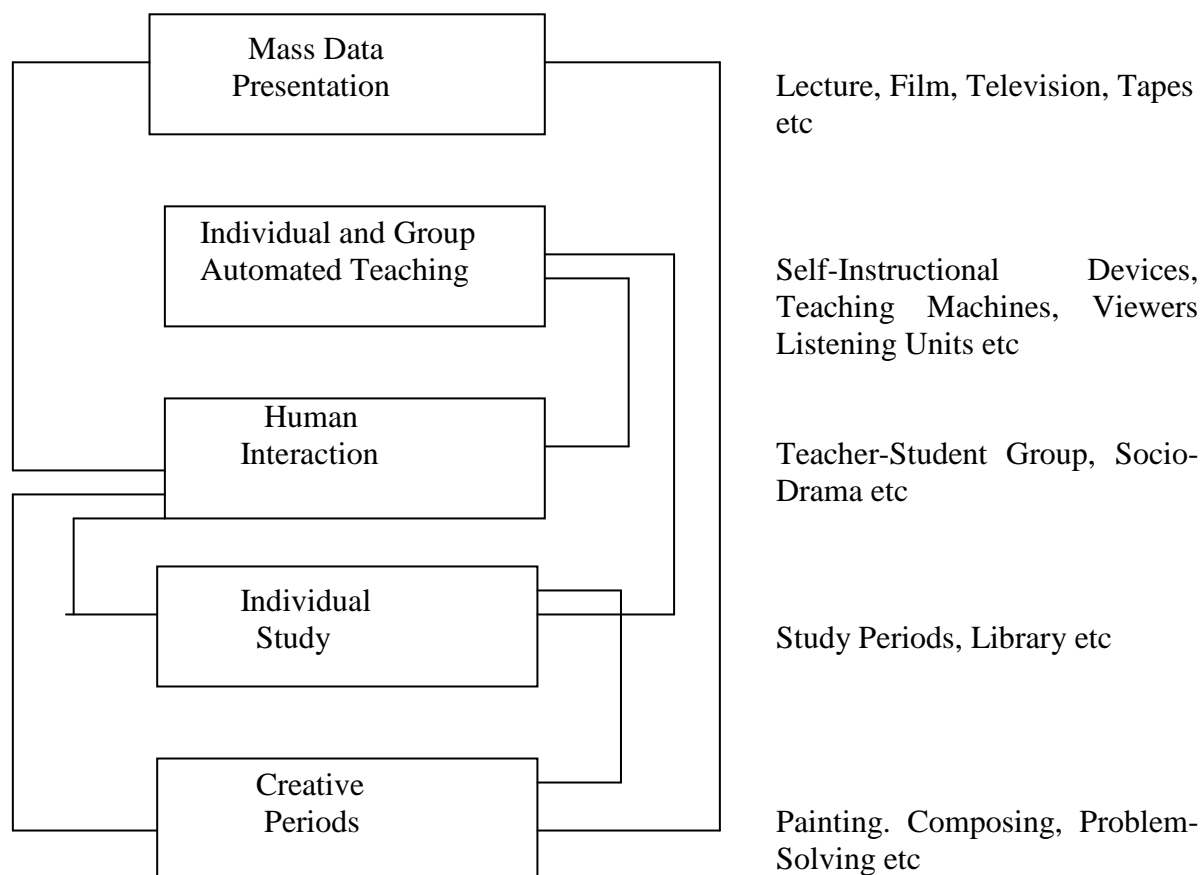 Mass Data
Presentation
Lecture, Film, Television, Tapes
etc
Individual and Group
Automated Teaching
Self-Instructional Devices,
Teaching Machines, Viewers
Listening Units etc
Human
Interaction
Teacher-Student Group, Socio-
Drama etc
Individual
Study
Study Periods, Library etc
Creative
Periods
Painting. Composing, Problem-
Solving etc